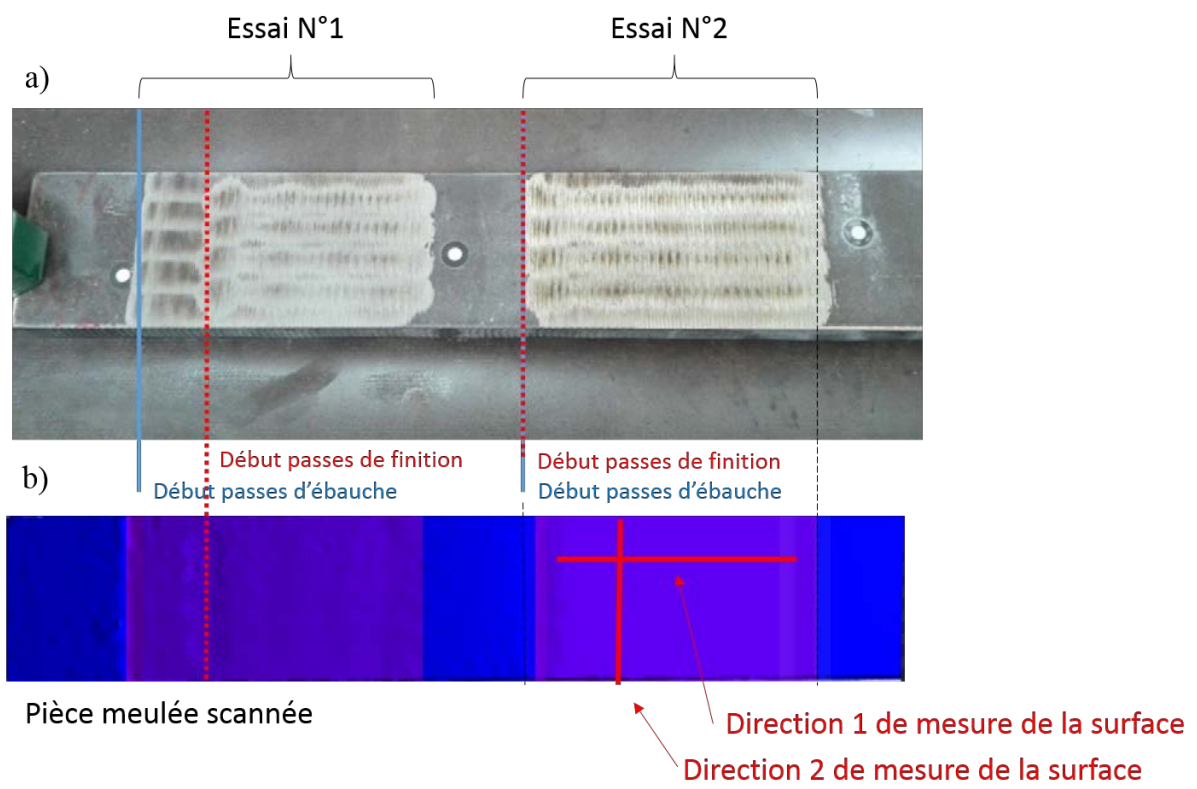 Essai N°1
Essai N°2
a)
Début passes de finition
Début passes de finition
b)
Début passes d’ébauche
Début passes d’ébauche
Pièce meulée scannée
Direction 1 de mesure de la surface
Direction 2 de mesure de la surface